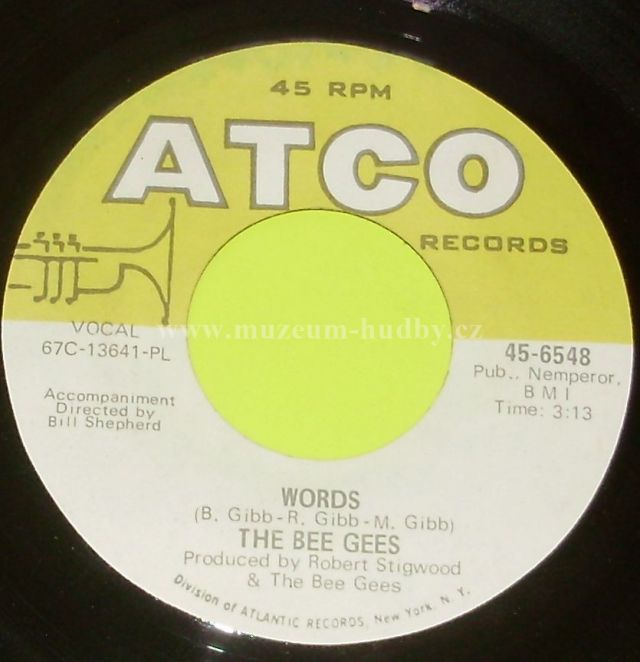 45 RPM
ATCO
RECORDS
VOCAL
67C-13641-PL
www.muzeum-hudby.cz
45-6548
Pub., Nemperor,
B M I
Time: 3:13
Accompaniment
Directed by
Bill Shepherd
WORDS
(B. Gibb-R. Gibb-M. Gibb)
THE BEE GEES
Produced by Robert Stigwood
& The Bee Gees
Division of ATLANTIC RECORDS, New York, N. Y.